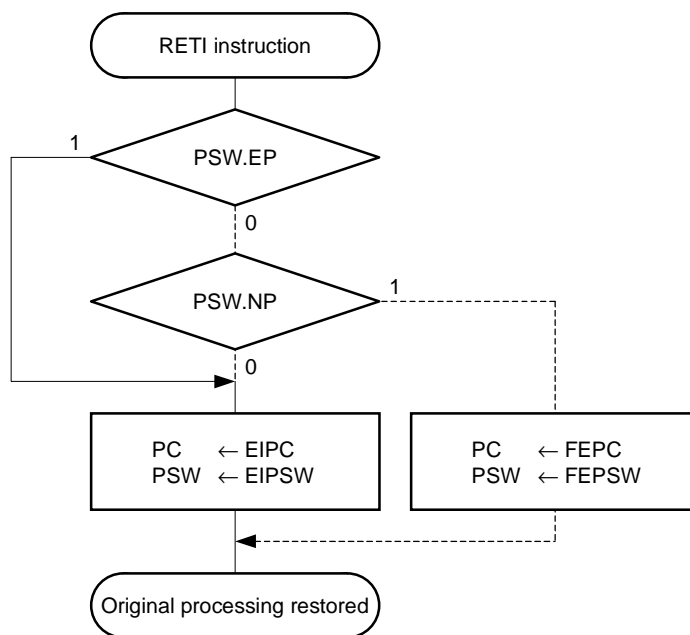 RETI instruction
1
PSW.EP
0
PSW.NP
1
0
PC ← EIPC
PSW ← EIPSW
PC ← FEPC
PSW ← FEPSW
Original processing restored